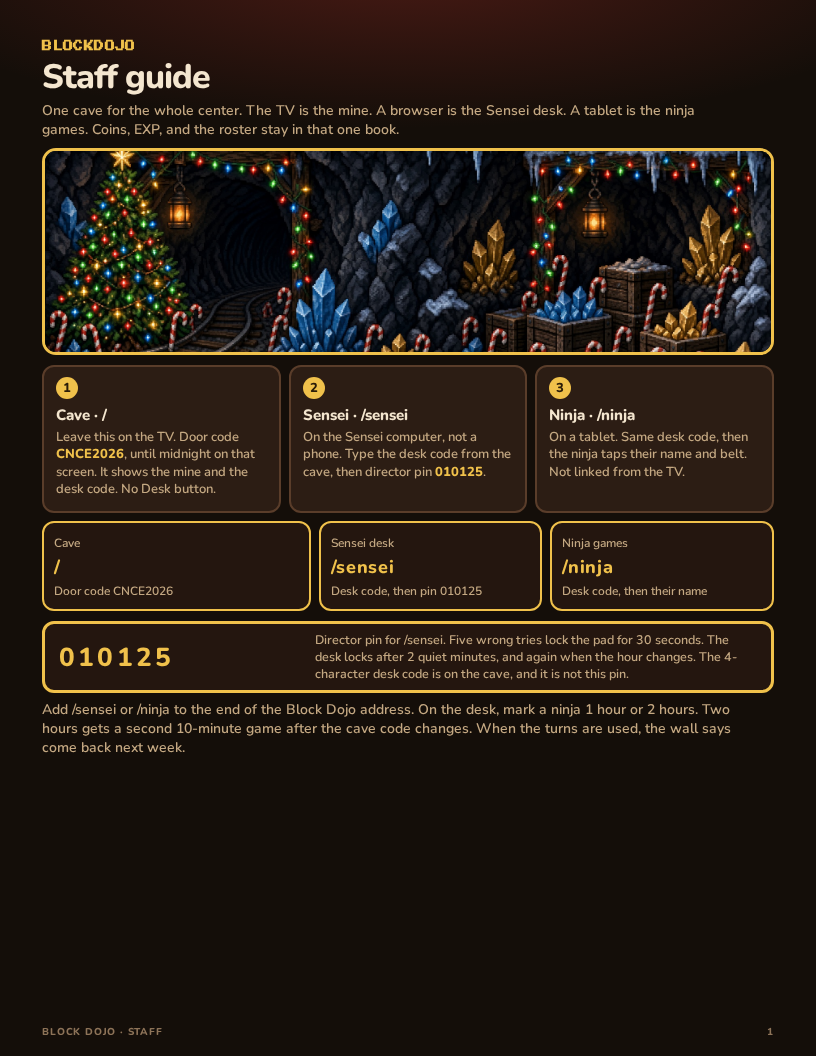 BLOCKDOJO
Staff guide
One cave for the whole center. The TV is the mine. A browser is the Sensei desk. A tablet is the ninja
games. Coins, EXP, and the roster stay in that one book.
1
Cave · /
Leave this on the TV. Door code
CNCE2026, until midnight on that
screen. It shows the mine and the
desk code. No Desk button.
2
Sensei · /sensei
On the Sensei computer, not a
phone. Type the desk code from the
cave, then director pin 010125.
3
Ninja · /ninja
On a tablet. Same desk code, then
the ninja taps their name and belt.
Not linked from the TV.
Cave
/
Door code CNCE2026
Sensei desk
/sensei
Desk code, then pin 010125
Ninja games
/ninja
Desk code, then their name
010125
Director pin for /sensei. Five wrong tries lock the pad for 30 seconds. The
desk locks after 2 quiet minutes, and again when the hour changes. The 4-
character desk code is on the cave, and it is not this pin.
Add /sensei or /ninja to the end of the Block Dojo address. On the desk, mark a ninja 1 hour or 2 hours. Two
hours gets a second 10-minute game after the cave code changes. When the turns are used, the wall says
come back next week.
BLOCK DOJO · STAFF
1